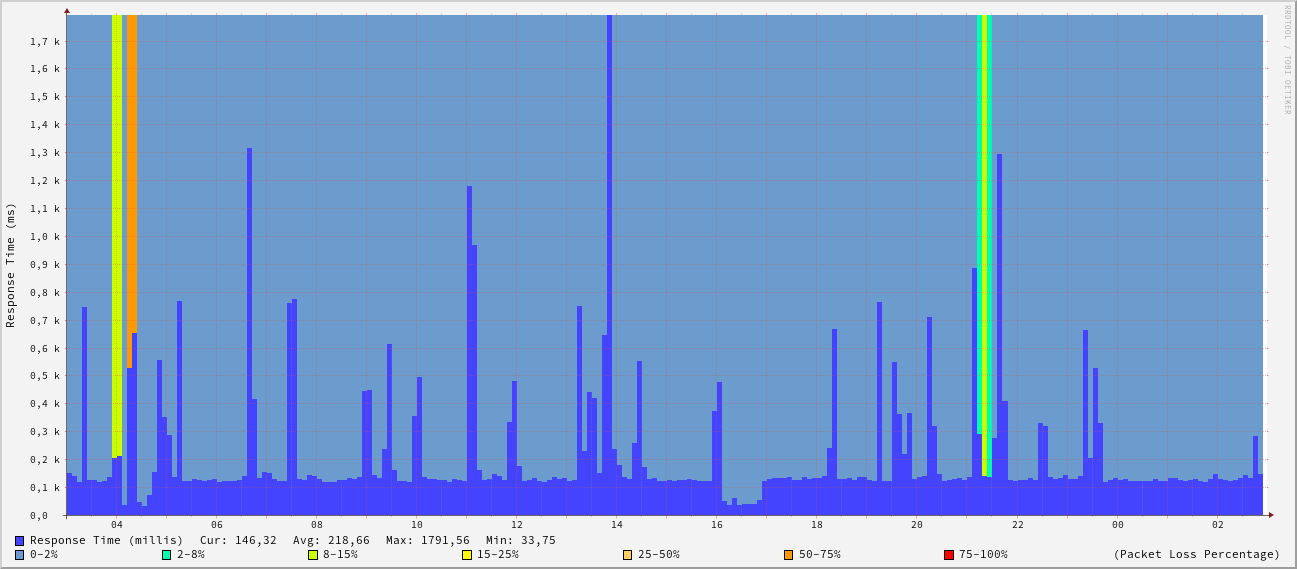 RRDTOOL / TOBI OETIKER
Response Time (ms)
1,7 k
1,6 k
1,5 k
1,4 k
1,3 k
1,2 k
1,1 k
1,0 k
0,9 k
0,8 k
0,7 k
0,6 k
0,5 k
0,4 k
0,3 k
0,2 k
0,1 k
0,0
04 06 08 10 12 14 16 18 20 22 00 02
Response Time (millis) Cur: 146,32 Avg: 218,66 Max: 1791,56 Min: 33,75
0-2% 2-8% 8-15% 15-25% 25-50% 50-75% 75-100% (Packet Loss Percentage)